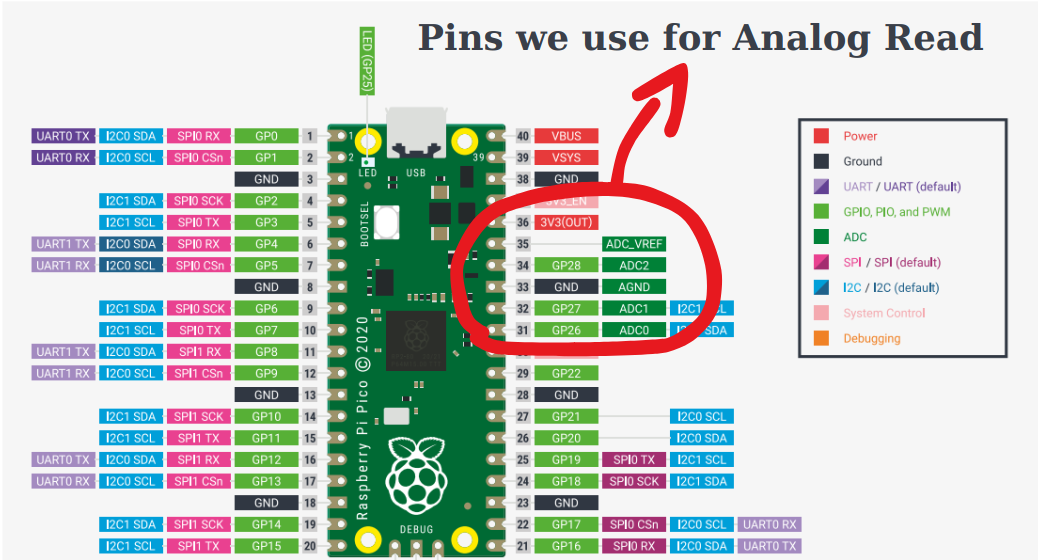 Pins we use for Analog Read
LED (GP25)
UART0 TX I2C0 SDA SPI0 RX GP0 1 1 40 VBUS
UART0 RX I2C0 SCL SPI0 CSn GP1 2 2 39 39 VSYS
LED USB
GND 3 38 GND
I2C1 SDA SPI0 SCK GP2 4 3V3_EN
I2C1 SCL SPI0 TX GP3 5 36 3V3(OUT)
BOOTSEL
UART1 TX I2C0 SDA SPI0 RX GP4 6 35 ADC_VREF
UART1 RX I2C0 SCL SPI0 CSn GP5 7 34 GP28 ADC2
GND 8 33 GND AGND
I2C1 SDA SPI0 SCK GP6 9 32 GP27 ADC1 I2C1 SCL
I2C1 SCL SPI0 TX GP7 10 31 GP26 ADC0 I2C1 SDA
UART1 TX I2C0 SDA SPI1 RX GP8 11
UART1 RX I2C0 SCL SPI1 CSn GP9 12 29 GP22
GND 13 28 GND
I2C1 SDA SPI1 SCK GP10 14 27 GP21 I2C0 SCL
I2C1 SCL SPI1 TX GP11 15 26 GP20 I2C0 SDA
UART0 TX I2C0 SDA SPI1 RX GP12 16 25 GP19 SPI0 TX I2C1 SCL
UART0 RX I2C0 SCL SPI1 CSn GP13 17 24 GP18 SPI0 SCK I2C1 SDA
GND 18 23 GND
I2C1 SDA SPI1 SCK GP14 19 22 GP17 SPI0 CSn I2C0 SCL UART0 RX
I2C1 SCL SPI1 TX GP15 20 21 GP16 SPI0 RX I2C0 SDA UART0 TX
Raspberry Pi Pico © 2020
DEBUG
Power
Ground
UART / UART (default)
GPIO, PIO, and PWM
ADC
SPI / SPI (default)
I2C / I2C (default)
System Control
Debugging